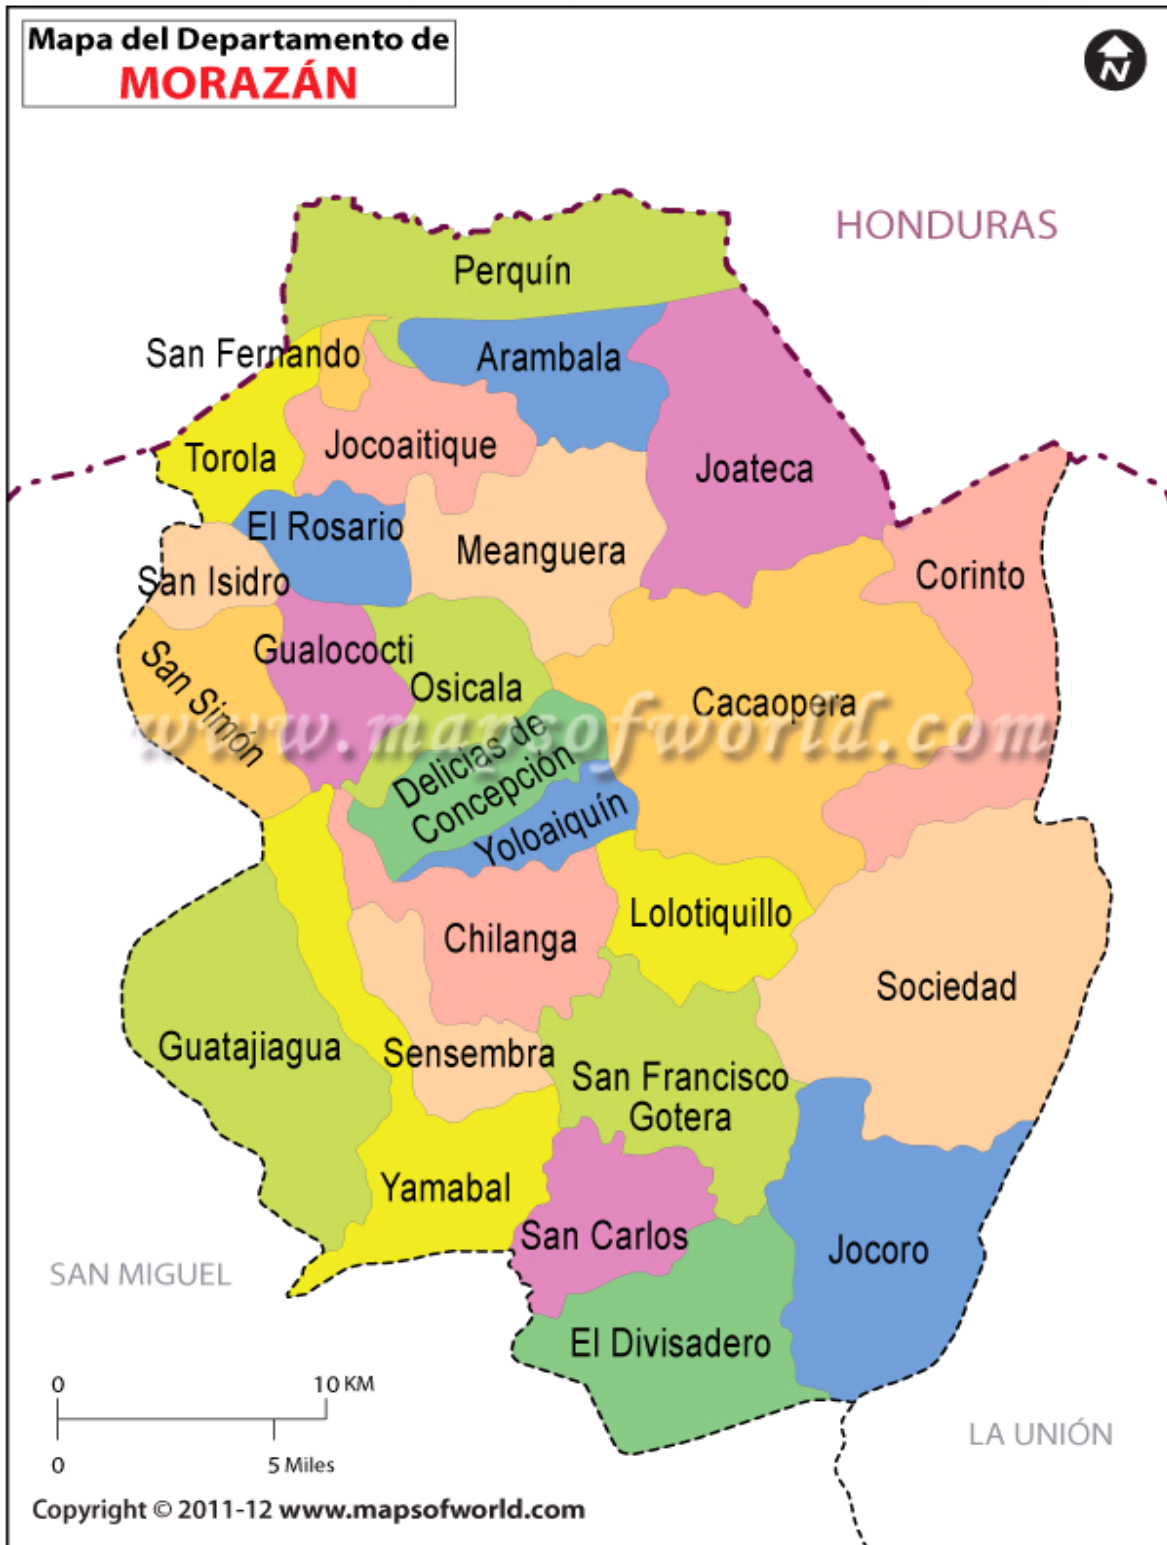 Mapa del Departamento de
MORAZÁN
N
HONDURAS
Perquín
San Fernando
Arambala
Torola
Jocoaitique
Joateca
El Rosario
Meanguera
San Isidro
Corinto
Gualococti
San Simón
Osicala
Cacaopera
www.mapsofworld.com
Delicias de
Concepción
Yoloaiquín
Lolotiquillo
Chilanga
Sociedad
Guatajiagua
Sensembra
San Francisco
Gotera
Yamabal
San Carlos
Jocoro
SAN MIGUEL
El Divisadero
0 10 KM
0 5 Miles
LA UNIÓN
Copyright © 2011-12 www.mapsofworld.com